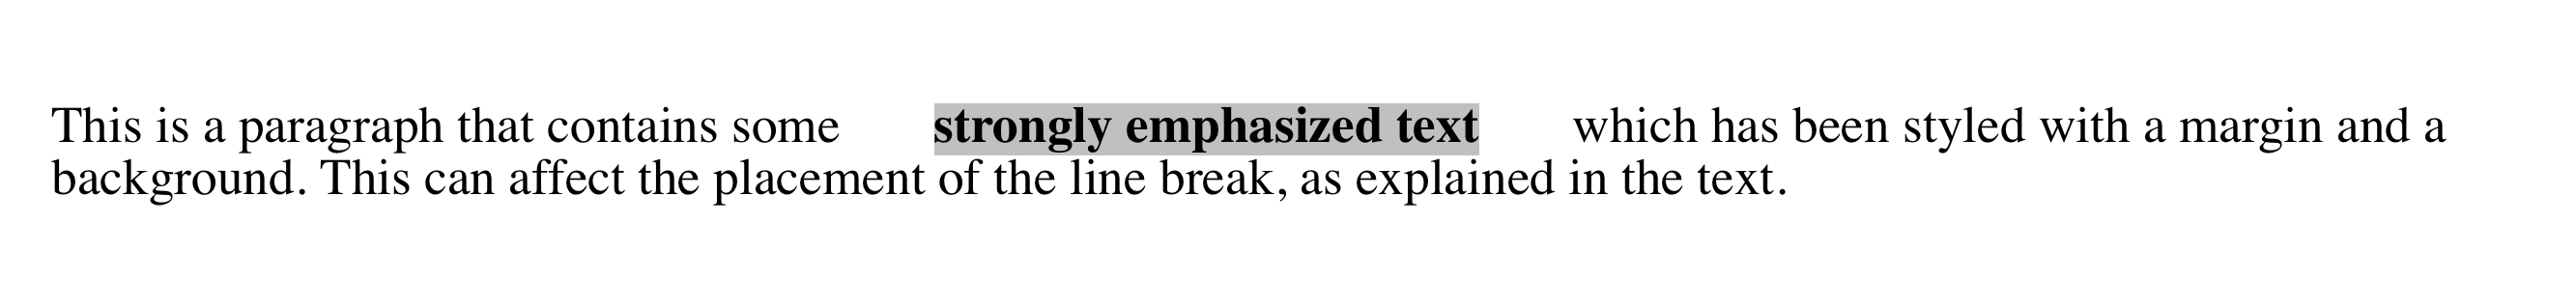 This is a paragraph that contains some strongly emphasized text which has been styled with a margin and a
background. This can affect the placement of the line break, as explained in the text.